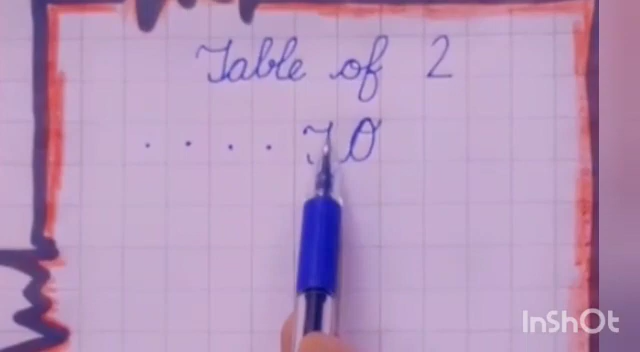 Table of 2
. . . . T O
InShOt